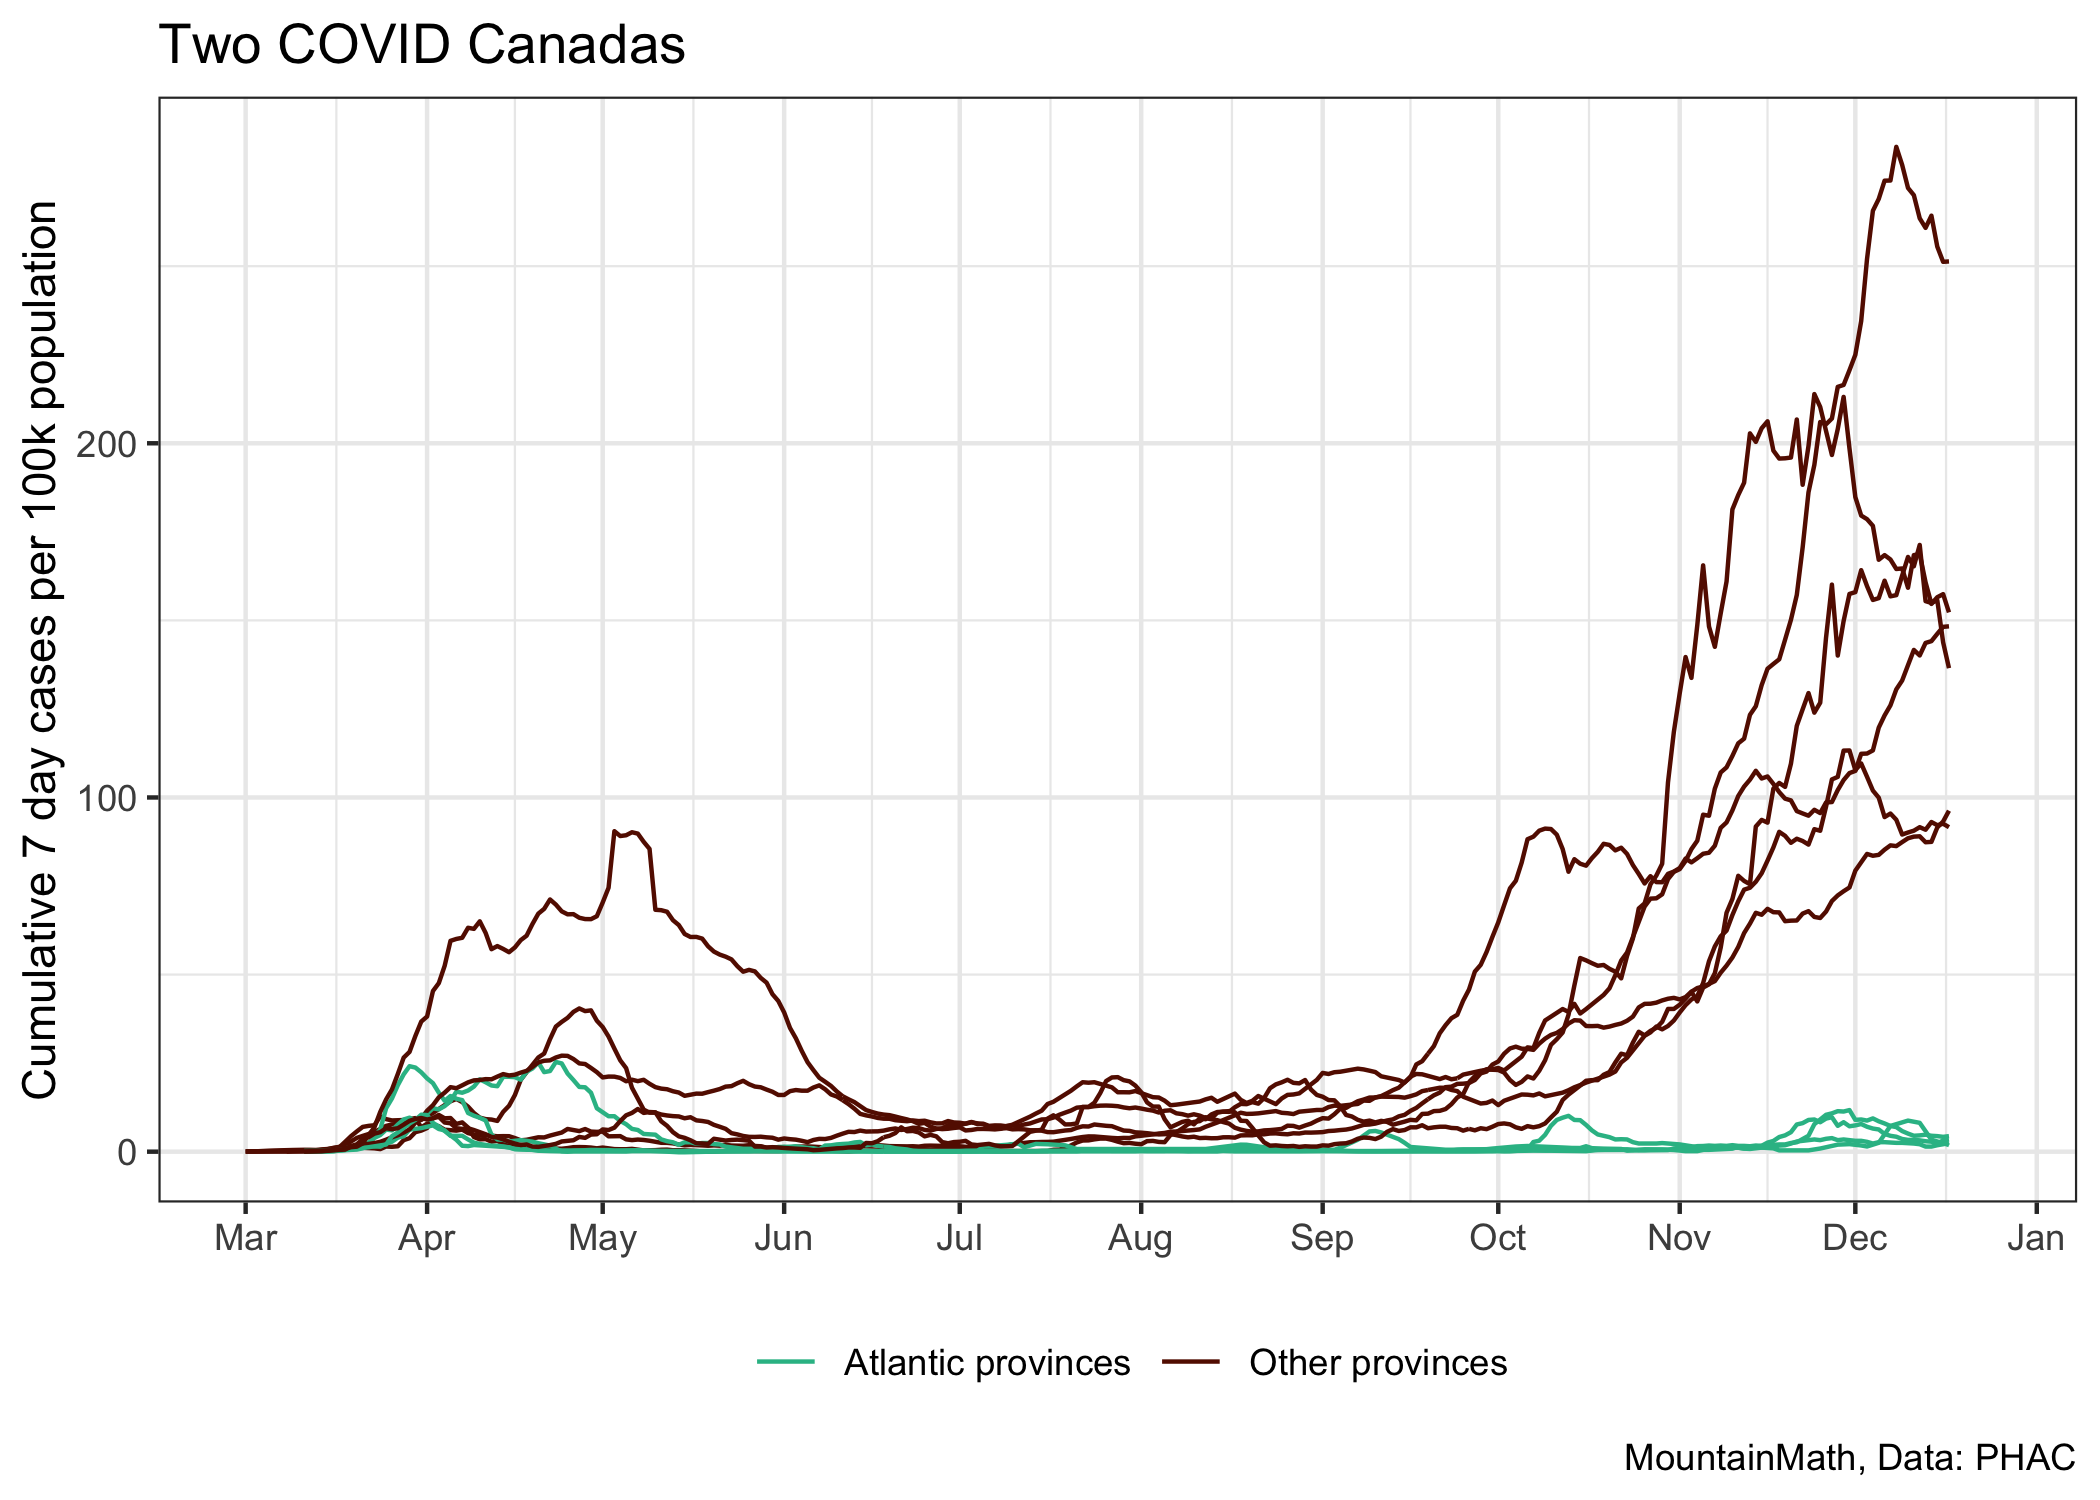 Two COVID Canadas
Cumulative 7 day cases per 100k population
200
100
0
Mar Apr May Jun Jul Aug Sep Oct Nov Dec Jan
Atlantic provinces Other provinces
MountainMath, Data: PHAC